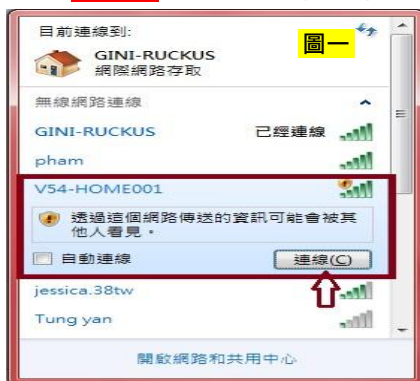 目前連線到:
圖一
GINI-RUCKUS
網際網路存取
無線網路連線
GINI-RUCKUS 已經連線
pham
V54-HOME001
透過這個網路傳送的資訊可能會被其
他人看見。
自動連線
連線(C)
jessica.38tw
Tung yan
開啟網路和共用中心